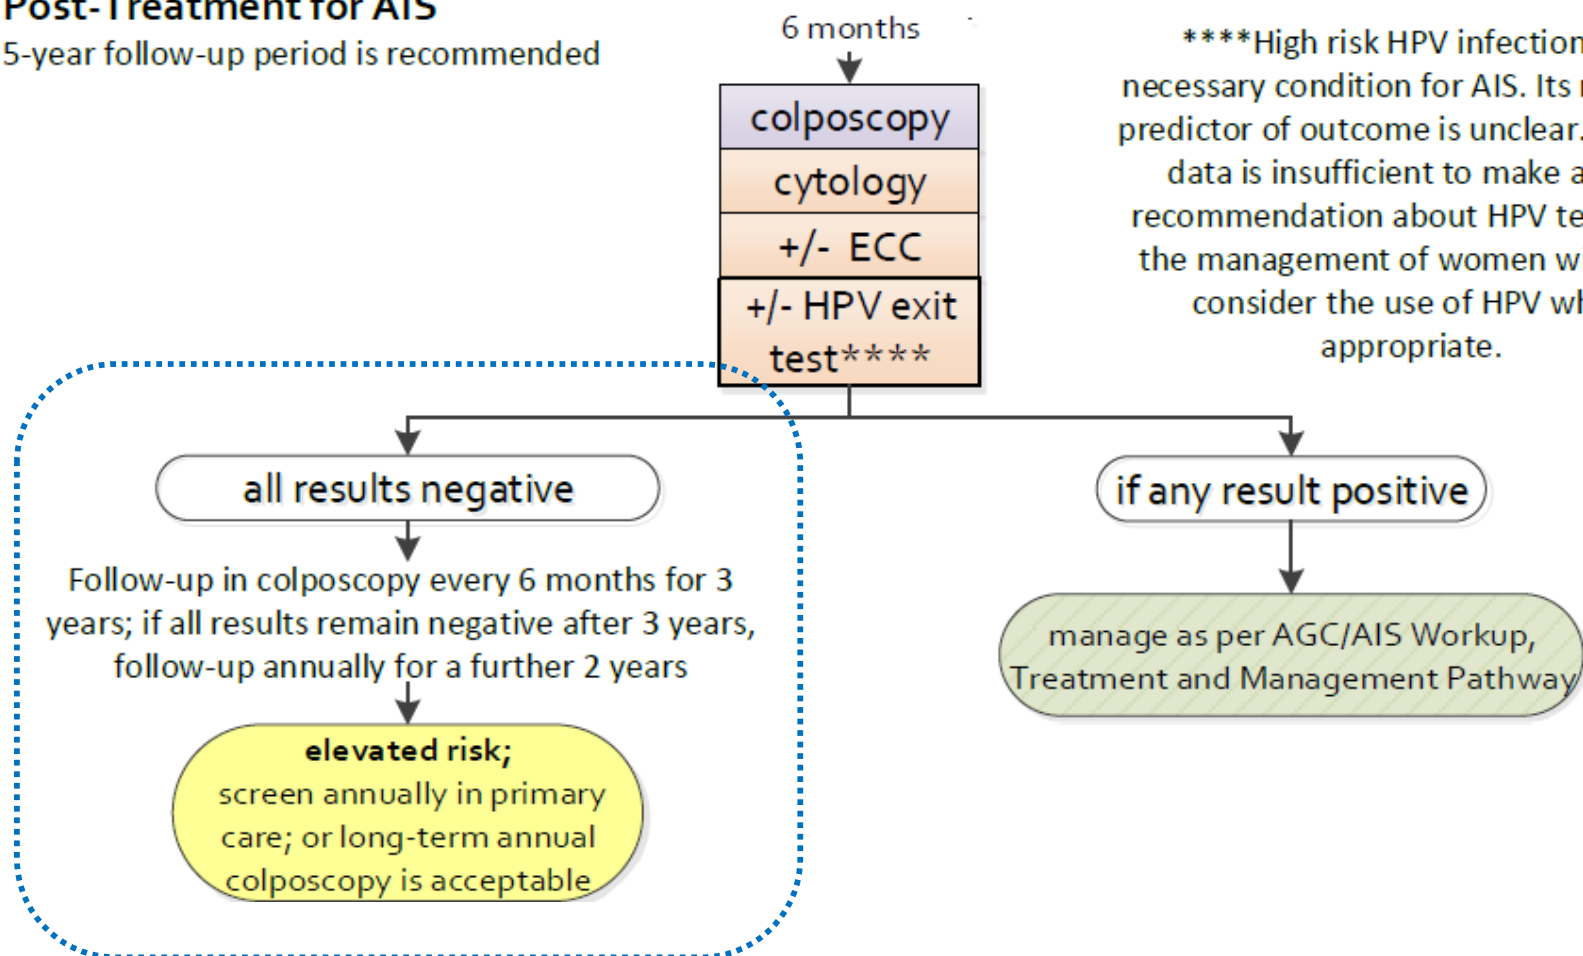 Post-Treatment for AIS
5-year follow-up period is recommended
6 months
colposcopy
cytology
+/- ECC
+/- HPV exit
test****
****High risk HPV infection
necessary condition for AIS. Its
predictor of outcome is unclear.
data is insufficient to make a
recommendation about HPV
the management of women
consider the use of HPV
appropriate.
all results negative
Follow-up in colposcopy every 6 months for 3
years; if all results remain negative after 3 years,
follow-up annually for a further 2 years
elevated risk;
screen annually in primary
care; or long-term annual
colposcopy is acceptable
if any result positive
manage as per AGC/AIS Workup,
Treatment and Management Pathway